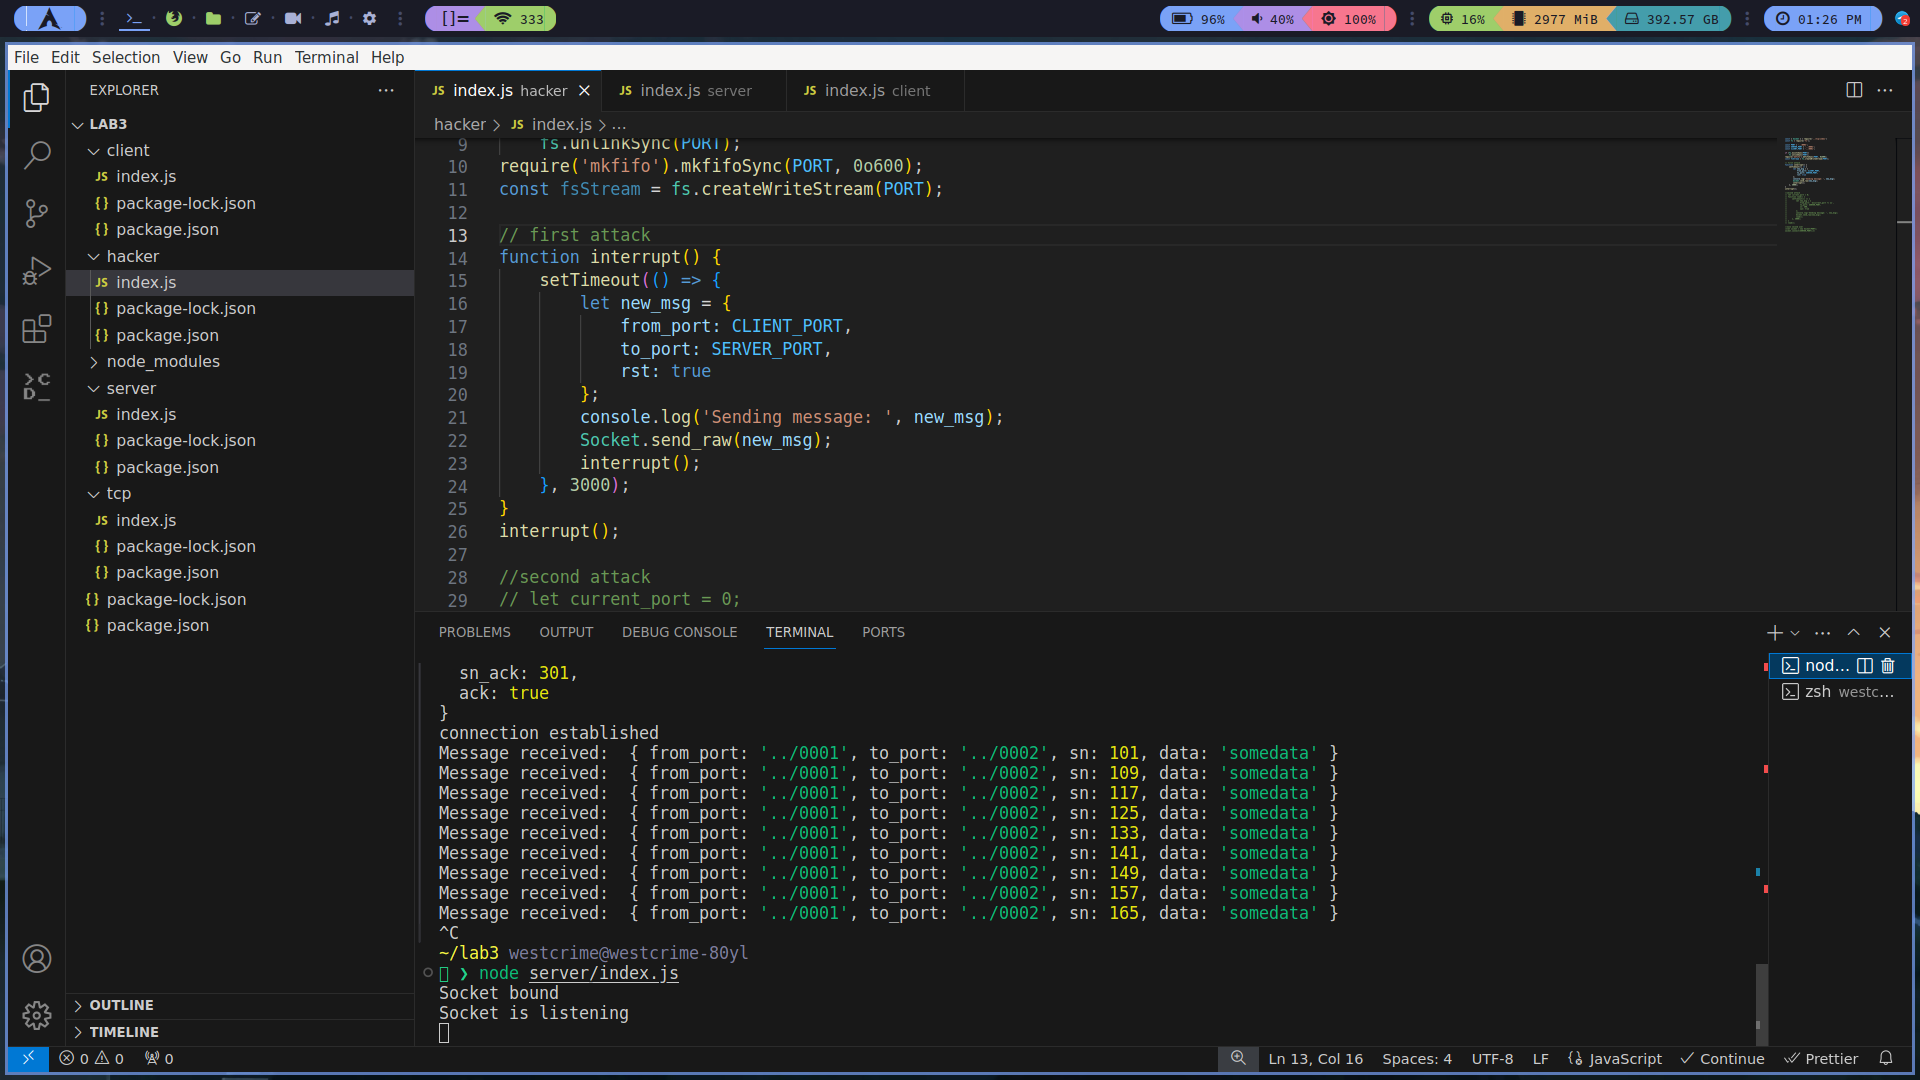 []= 333 96% 40% 100% 16% 2977 MiB 392.57 GB 01:26 PM 2
File Edit Selection View Go Run Terminal Help
EXPLORER
LAB3
client
JS index.js
{} package-lock.json
{} package.json
hacker
JS index.js
{} package-lock.json
{} package.json
node_modules
server
JS index.js
{} package-lock.json
{} package.json
tcp
JS index.js
{} package-lock.json
{} package.json
{} package-lock.json
{} package.json
OUTLINE
TIMELINE
JS index.js hacker JS index.js server JS index.js client
hacker > JS index.js > ...
9 fs.unlinkSync(PORT);
10 require('mkfifo').mkfifoSync(PORT, 0o600);
11 const fsStream = fs.createWriteStream(PORT);
12
13 // first attack
14 function interrupt() {
15 setTimeout(() => {
16 let new_msg = {
17 from_port: CLIENT_PORT,
18 to_port: SERVER_PORT,
19 rst: true
20 };
21 console.log('Sending message: ', new_msg);
22 Socket.send_raw(new_msg);
23 interrupt();
24 }, 3000);
25 }
26 interrupt();
27
28 //second attack
29 // let current_port = 0;
PROBLEMS OUTPUT DEBUG CONSOLE TERMINAL PORTS
nod...
zsh westc...
sn_ack: 301,
ack: true
}
connection established
Message received: { from_port: '../0001', to_port: '../0002', sn: 101, data: 'somedata' }
Message received: { from_port: '../0001', to_port: '../0002', sn: 109, data: 'somedata' }
Message received: { from_port: '../0001', to_port: '../0002', sn: 117, data: 'somedata' }
Message received: { from_port: '../0001', to_port: '../0002', sn: 125, data: 'somedata' }
Message received: { from_port: '../0001', to_port: '../0002', sn: 133, data: 'somedata' }
Message received: { from_port: '../0001', to_port: '../0002', sn: 141, data: 'somedata' }
Message received: { from_port: '../0001', to_port: '../0002', sn: 149, data: 'somedata' }
Message received: { from_port: '../0001', to_port: '../0002', sn: 157, data: 'somedata' }
Message received: { from_port: '../0001', to_port: '../0002', sn: 165, data: 'somedata' }
^C
~/lab3 westcrime@westcrime-80yl
❯ node server/index.js
Socket bound
Socket is listening
0 0 0 Ln 13, Col 16 Spaces: 4 UTF-8 LF JavaScript Continue Prettier